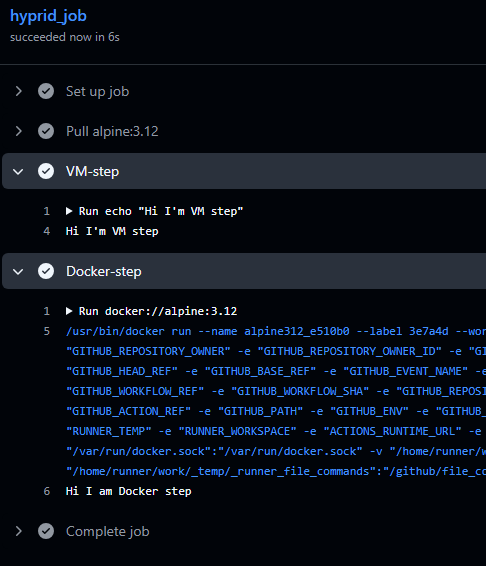 hyprid_job
succeeded now in 6s
Set up job
Pull alpine:3.12
VM-step
1 Run echo "Hi I'm VM step"
4 Hi I'm VM step
Docker-step
1 Run docker://alpine:3.12
5 /usr/bin/docker run --name alpine312_e510b0 --label 3e7a4d --wor
"GITHUB_REPOSITORY_OWNER" -e "GITHUB_REPOSITORY_OWNER_ID" -e "GI
"GITHUB_HEAD_REF" -e "GITHUB_BASE_REF" -e "GITHUB_EVENT_NAME" -e
"GITHUB_WORKFLOW_REF" -e "GITHUB_WORKFLOW_SHA" -e "GITHUB_REPOSI
"GITHUB_ACTION_REF" -e "GITHUB_PATH" -e "GITHUB_ENV" -e "GITHUB_
"RUNNER_TEMP" -e "RUNNER_WORKSPACE" -e "ACTIONS_RUNTIME_URL" -e
"/var/run/docker.sock":"/var/run/docker.sock" -v "/home/runner/w
"/home/runner/work/_temp/_runner_file_commands":"/github/file_co
6 Hi I am Docker step
Complete job